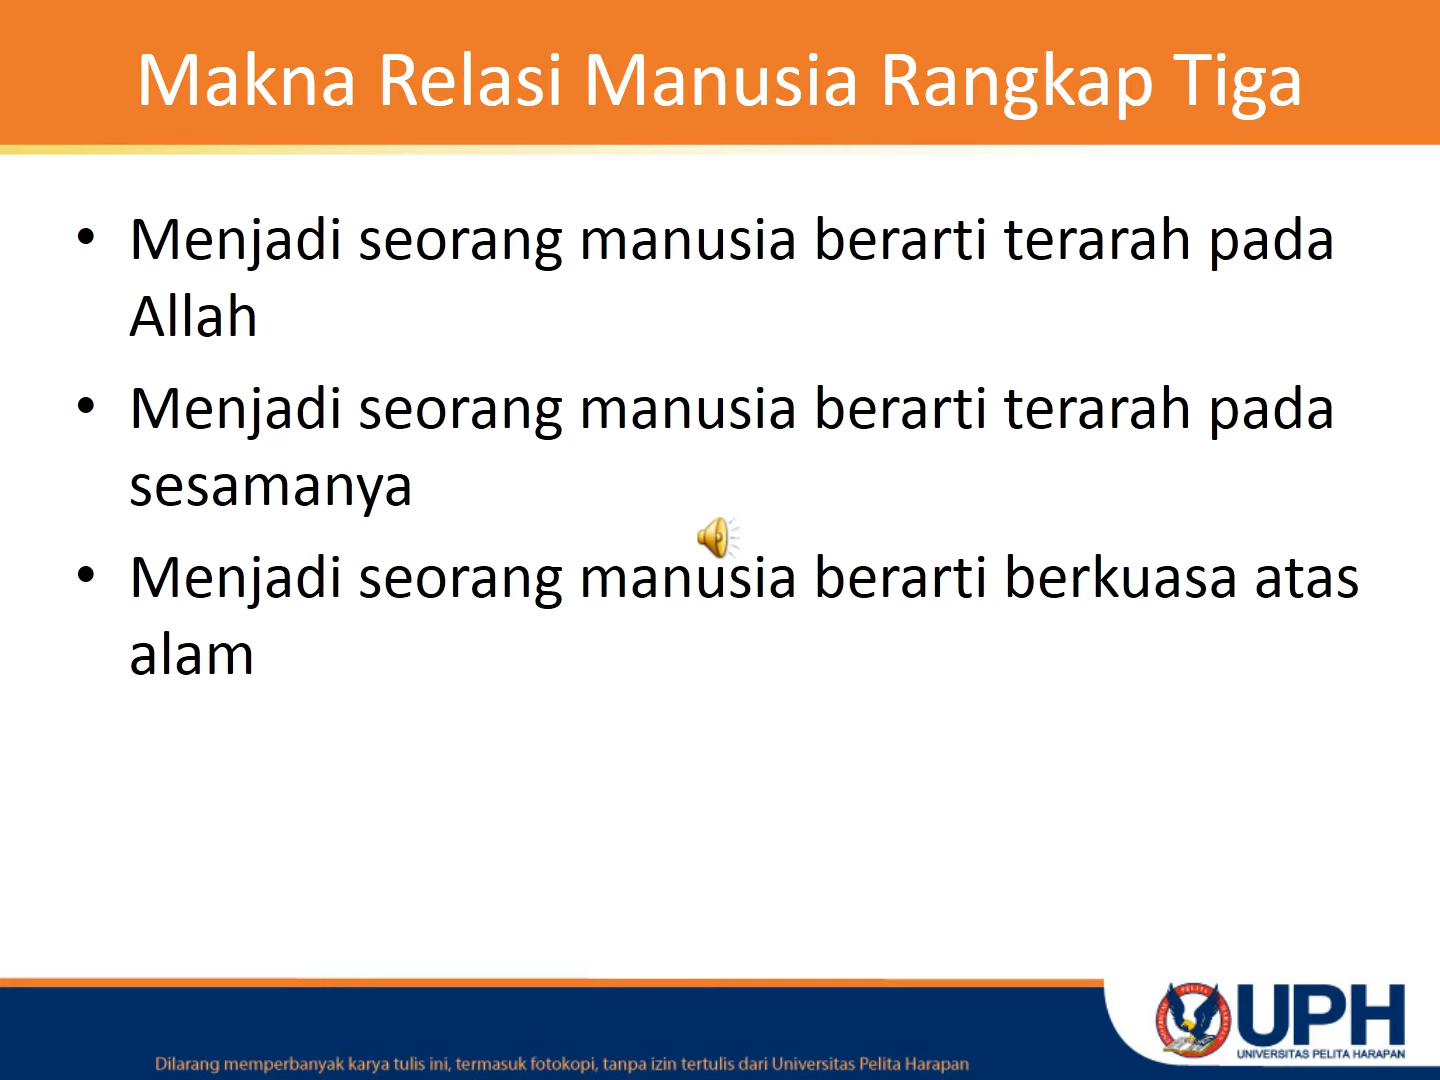 Makna Relasi Manusia Rangkap Tiga
• Menjadi seorang manusia berarti terarah pada
Allah
• Menjadi seorang manusia berarti terarah pada
sesamanya
• Menjadi seorang manusia berarti berkuasa atas
alam
UPH
UNIVERSITAS PELITA HARAPAN
Dilarang memperbanyak karya tulis ini, termasuk fotokopi, tanpa izin tertulis dari Universitas Pelita Harapan